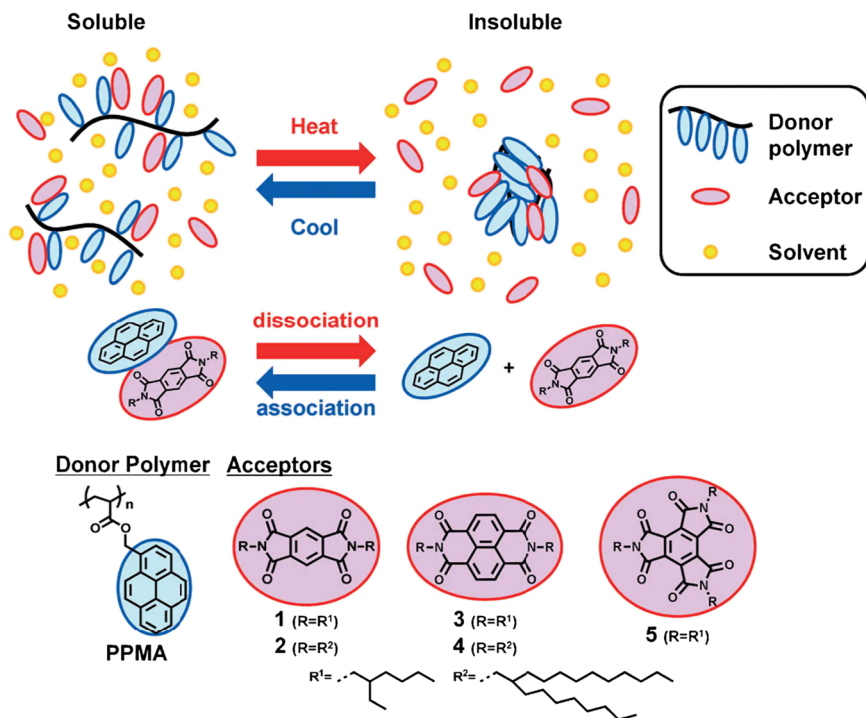 Soluble
Insoluble
Heat
Cool
Donor
polymer
Acceptor
Solvent
dissociation
association
+
R
N
O
O
O
O
N
R
R
N
O
O
O
O
N
R
Donor Polymer
Acceptors
n
O
O
PPMA
O
O
R-N
N-R
O
O
1 (R=R¹)
2 (R=R²)
O
O
R-N
N-R
O
O
3 (R=R¹)
4 (R=R²)
R
O
N
O
O
O
R-N
O
O
N
R
5 (R=R¹)
R¹=
R²=